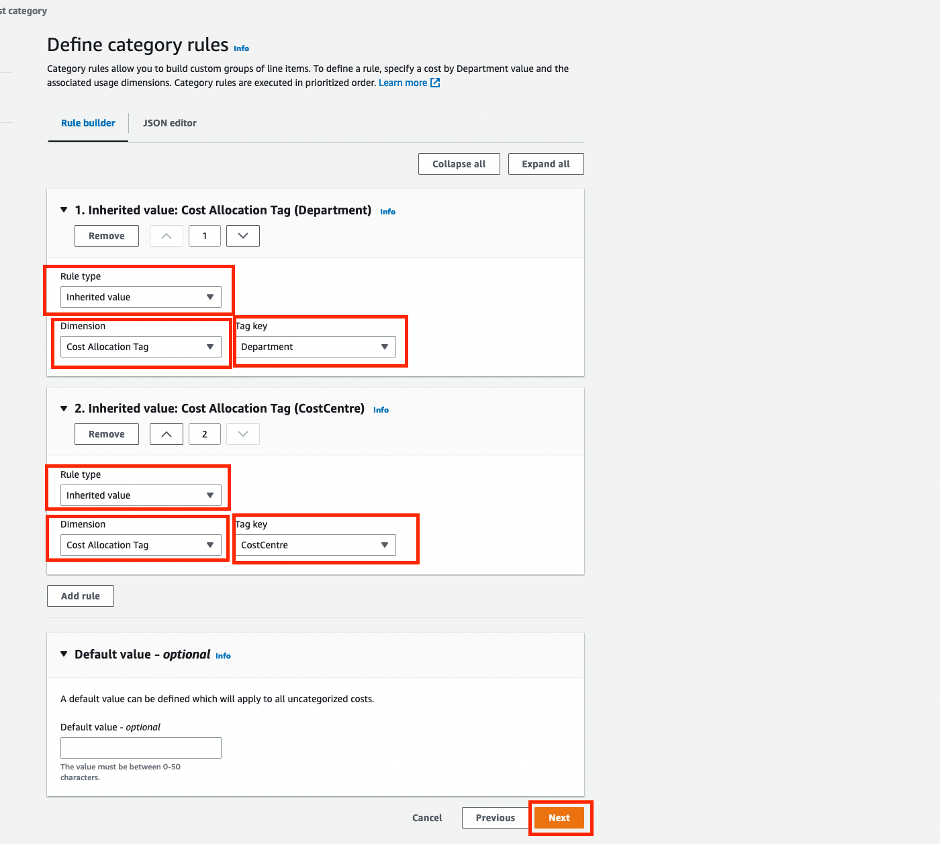 st category
Define category rules Info
Category rules allow you to build custom groups of line items. To define a rule, specify a cost by Department value and the
associated usage dimensions. Category rules are executed in prioritized order. Learn more
Rule builder JSON editor
Collapse all Expand all
1. Inherited value: Cost Allocation Tag (Department) Info
Remove 1
Rule type
Inherited value
Dimension Tag key
Cost Allocation Tag Department
2. Inherited value: Cost Allocation Tag (CostCentre) Info
Remove 2
Rule type
Inherited value
Dimension Tag key
Cost Allocation Tag CostCentre
Add rule
Default value - optional Info
A default value can be defined which will apply to all uncategorized costs.
Default value - optional
The value must be between 0-50
characters.
Cancel Previous Next